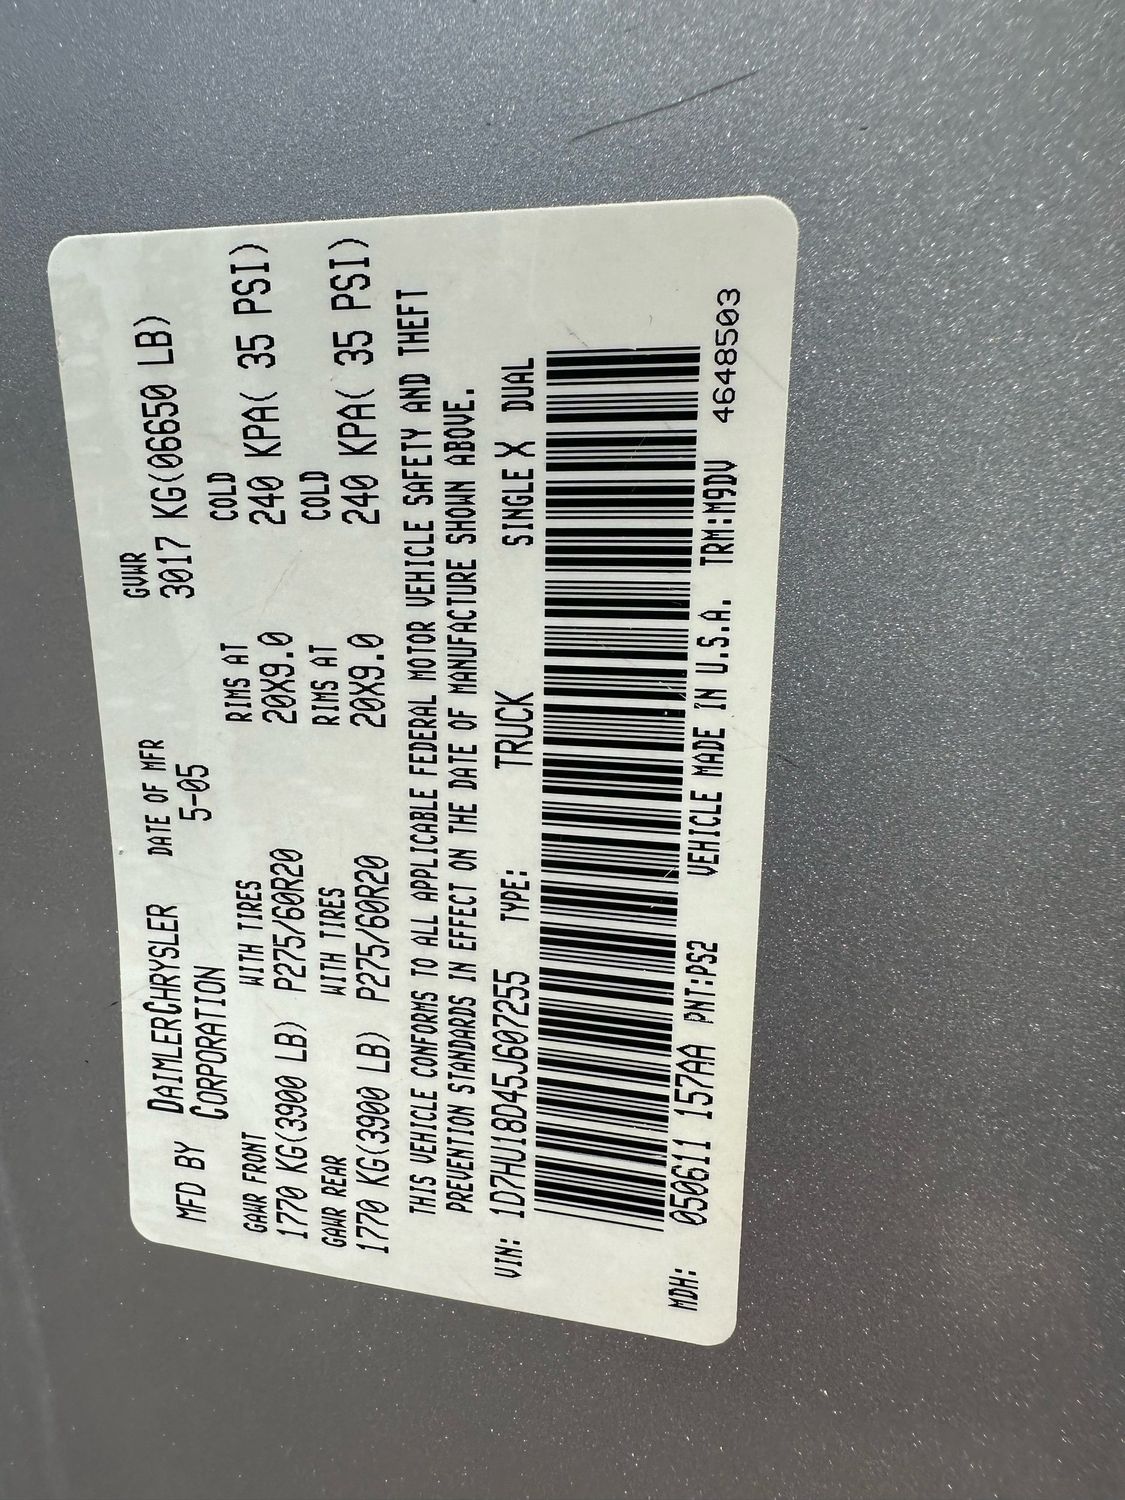 MFD BY DAIMLERCHRYSLER CORPORATION
DATE OF MFR 5-05
GVWR 3017 KG(06650 LB)
GAWR FRONT WITH TIRES RIMS AT COLD
1770 KG(3900 LB) P275/60R20 20X9.0 240 KPA( 35 PSI)
GAWR REAR WITH TIRES RIMS AT COLD
1770 KG(3900 LB) P275/60R20 20X9.0 240 KPA( 35 PSI)
THIS VEHICLE CONFORMS TO ALL APPLICABLE FEDERAL MOTOR VEHICLE SAFETY AND THEFT
PREVENTION STANDARDS IN EFFECT ON THE DATE OF MANUFACTURE SHOWN ABOVE.
VIN: 1D7HU18D45J607255 TYPE: TRUCK SINGLE X DUAL
MDH: 050611 157AA PNT:PS2 VEHICLE MADE IN U.S.A. TRM:M9DV 4648503